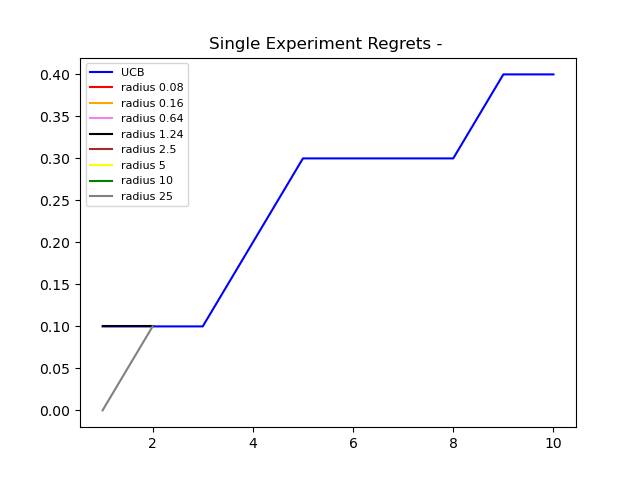 Single Experiment Regrets -
UCB
radius 0.08
radius 0.16
radius 0.64
radius 1.24
radius 2.5
radius 5
radius 10
radius 25
0.40
0.35
0.30
0.25
0.20
0.15
0.10
0.05
0.00
2 4 6 8 10